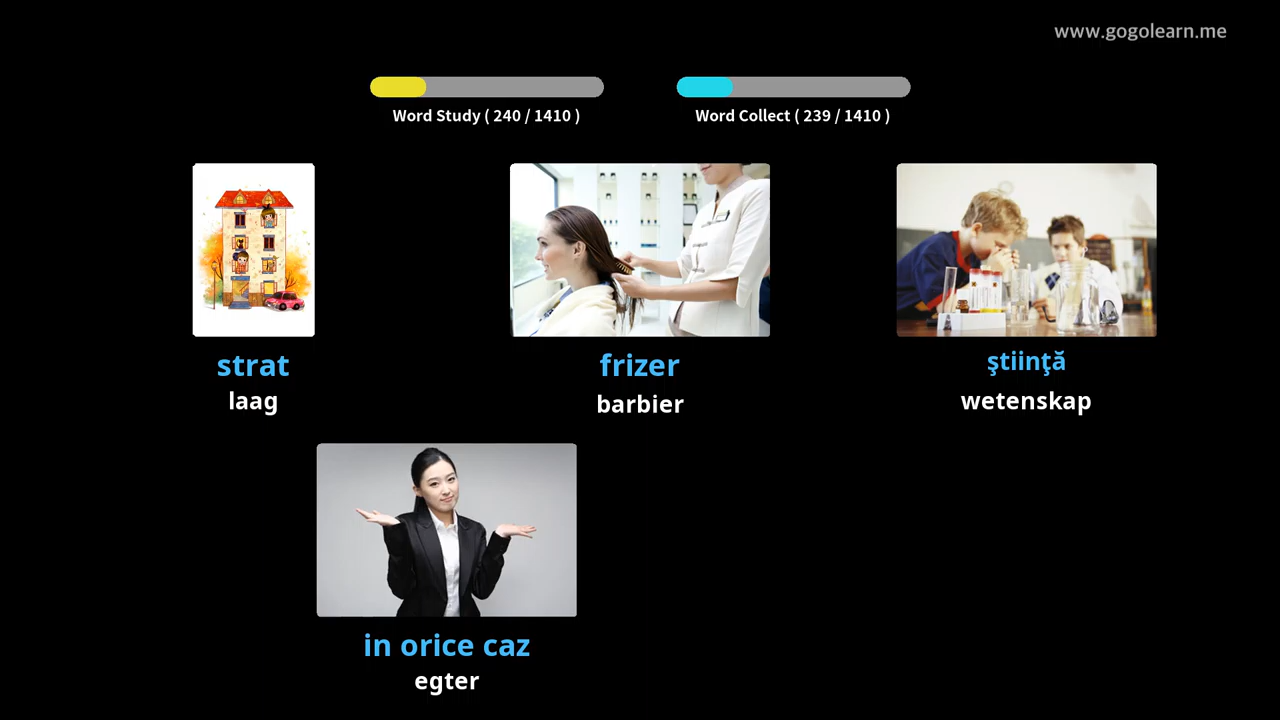 www.gogolearn.me
Word Study ( 240 / 1410 )
Word Collect ( 239 / 1410 )
strat
laag
frizer
barbier
ştiinţă
wetenskap
in orice caz
egter